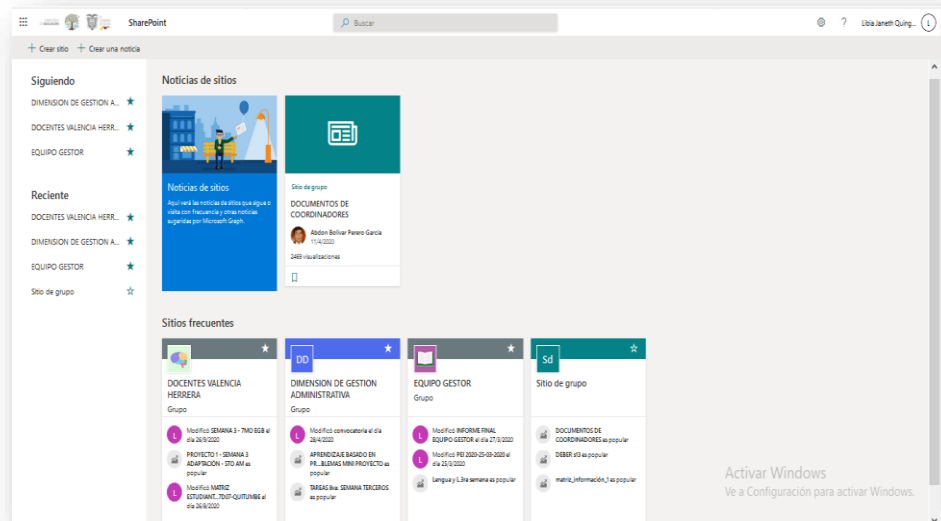 SharePoint
Buscar
?
Libia Janeth Quing...
L
+ Crear sitio + Crear una noticia
Siguiendo
DIMENSION DE GESTION A...
DOCENTES VALENCIA HERR...
EQUIPO GESTOR
Reciente
DOCENTES VALENCIA HERR...
DIMENSION DE GESTION A...
EQUIPO GESTOR
Sitio de grupo
Noticias de sitios
Noticias de sitios
Aquí verá las noticias de sitios que sigue o
visita con frecuencia y otras noticias
sugeridas por Microsoft Graph.
Sitio de grupo
DOCUMENTOS DE
COORDINADORES
Abdon Bolivar Perero Garcia
11/4/2020
2463 visualizaciones
Sitios frecuentes
DOCENTES VALENCIA
HERRERA
Grupo
L
Modificó SEMANA 3 - 7MO EGB el
día 26/9/2020
PROYECTO 1 - SEMANA 3
ADAPTACIÓN - 5TO AM es
popular
L
Modificó MATRIZ
ESTUDIANT...7D07-QUITUMBE el
día 26/9/2020
DD
DIMENSION DE GESTION
ADMINISTRATIVA
Grupo
L
Modificó convocatoria el día
28/4/2020
APRENDIZAJE BASADO EN
PR...BLEMAS MINI PROYECTO es
popular
TAREAS 8va. SEMANA TERCEROS
es popular
EQUIPO GESTOR
Grupo
L
Modificó INFORME FINAL
EQUIPO GESTOR el día 27/3/2020
L
Modificó PEI 2020-25-03-2020 el
día 25/3/2020
Lengua y L 3ra semana es popular
Sd
Sitio de grupo
DOCUMENTOS DE
COORDINADORES es popular
DEBER sf3 es popular
matriz_información_1 es popular
Activar Windows
Ve a Configuración para activar Windows.